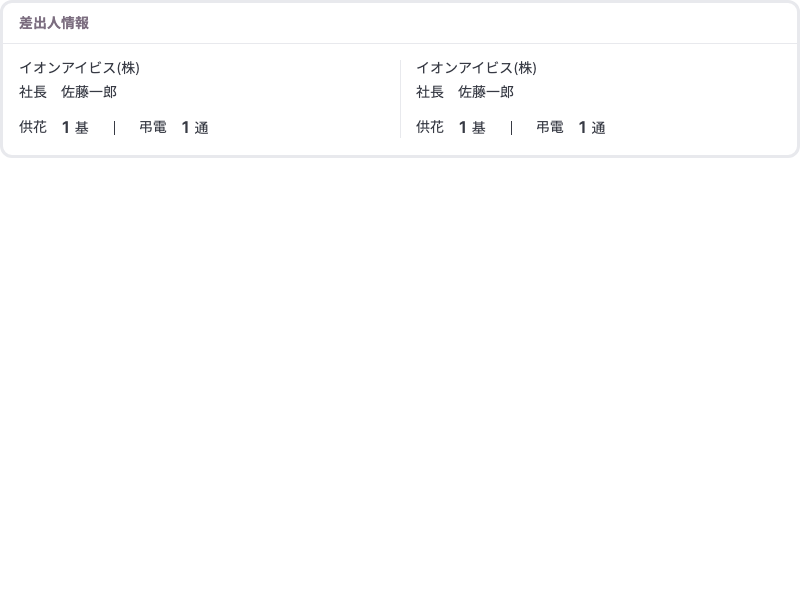 差出人情報
イオンアイビス(株)
社長　佐藤一郎
供花　1 基　|　弔電　1 通
イオンアイビス(株)
社長　佐藤一郎
供花　1 基　|　弔電　1 通